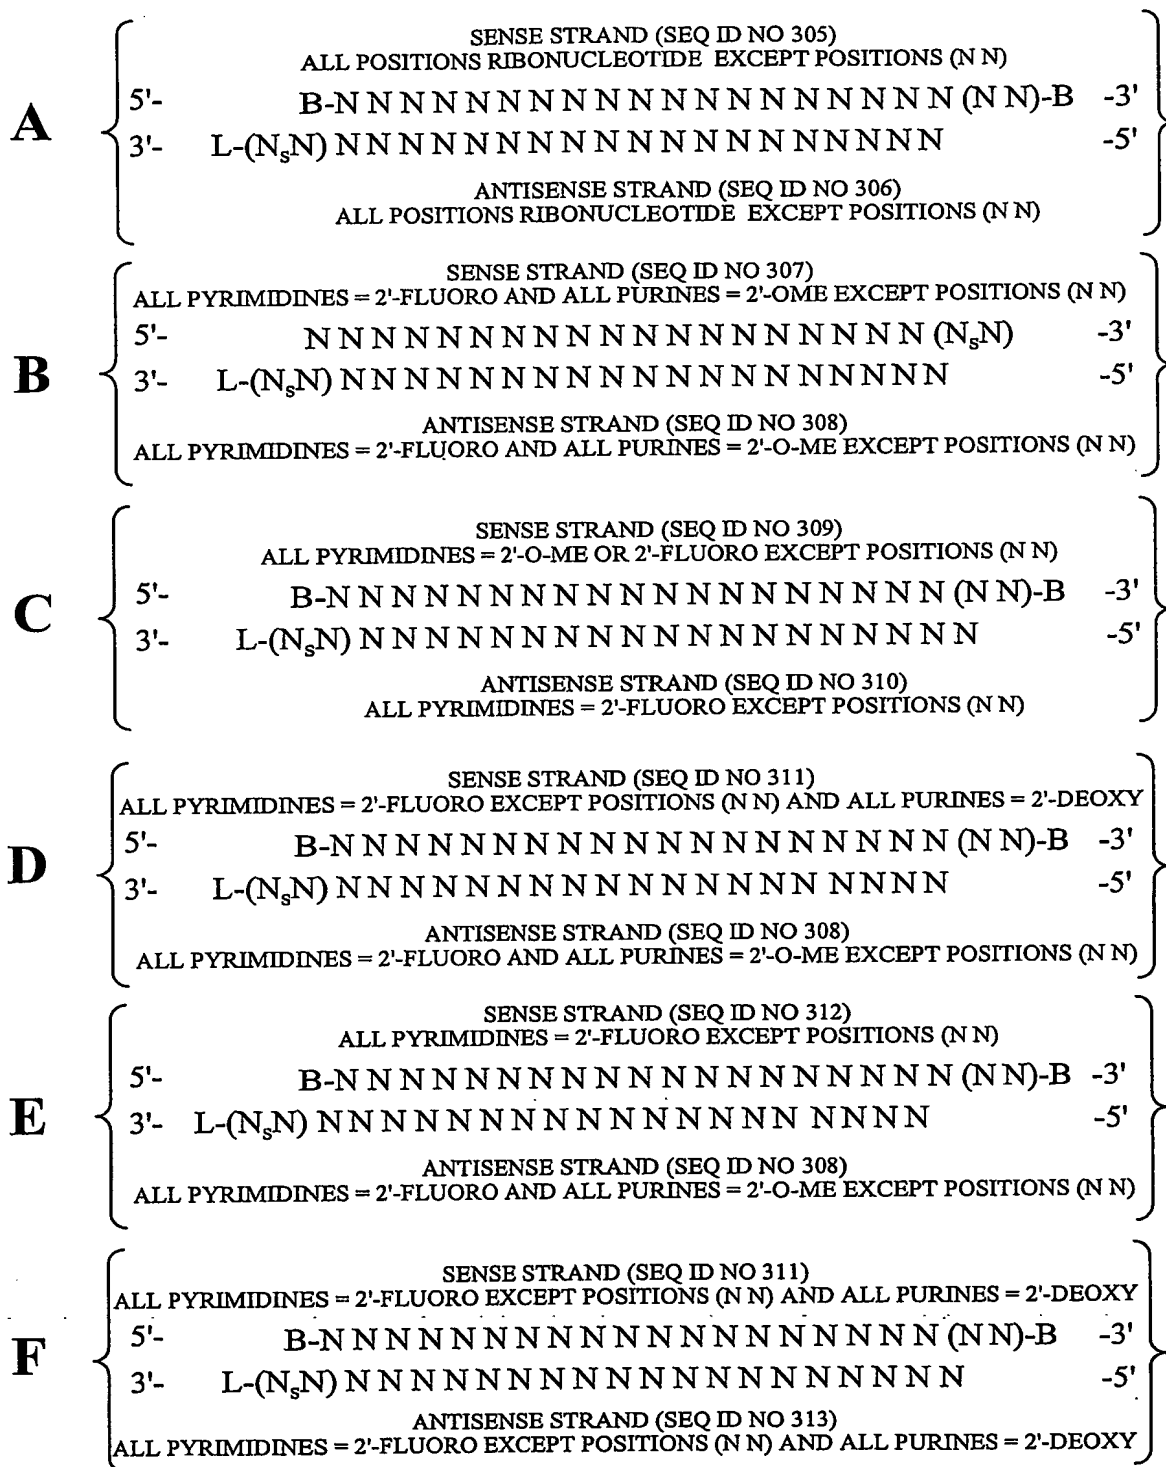 SENSE STRAND (SEQ ID NO 305)
ALL POSITIONS RIBONUCLEOTIDE EXCEPT POSITIONS (N N)
A
5'- B-N N N N N N N N N N N N N N N N N N N (N N)-B -3'
3'- L-(NsN) N N N N N N N N N N N N N N N N N N N -5'
ANTISENSE STRAND (SEQ ID NO 306)
ALL POSITIONS RIBONUCLEOTIDE EXCEPT POSITIONS (N N)
SENSE STRAND (SEQ ID NO 307)
ALL PYRIMIDINES = 2'-FLUORO AND ALL PURINES = 2'-OME EXCEPT POSITIONS (N N)
B
5'- N N N N N N N N N N N N N N N N N N N (NsN) -3'
3'- L-(NsN) N N N N N N N N N N N N N N N N N N N -5'
ANTISENSE STRAND (SEQ ID NO 308)
ALL PYRIMIDINES = 2'-FLUORO AND ALL PURINES = 2'-O-ME EXCEPT POSITIONS (N N)
SENSE STRAND (SEQ ID NO 309)
ALL PYRIMIDINES = 2'-O-ME OR 2'-FLUORO EXCEPT POSITIONS (N N)
C
5'- B-N N N N N N N N N N N N N N N N N N N (N N)-B -3'
3'- L-(NsN) N N N N N N N N N N N N N N N N N N N -5'
ANTISENSE STRAND (SEQ ID NO 310)
ALL PYRIMIDINES = 2'-FLUORO EXCEPT POSITIONS (N N)
SENSE STRAND (SEQ ID NO 311)
ALL PYRIMIDINES = 2'-FLUORO EXCEPT POSITIONS (N N) AND ALL PURINES = 2'-DEOXY
D
5'- B-N N N N N N N N N N N N N N N N N N N (N N)-B -3'
3'- L-(NsN) N N N N N N N N N N N N N N N N N N N -5'
ANTISENSE STRAND (SEQ ID NO 308)
ALL PYRIMIDINES = 2'-FLUORO AND ALL PURINES = 2'-O-ME EXCEPT POSITIONS (N N)
SENSE STRAND (SEQ ID NO 312)
ALL PYRIMIDINES = 2'-FLUORO EXCEPT POSITIONS (N N)
E
5'- B-N N N N N N N N N N N N N N N N N N N (N N)-B -3'
3'- L-(NsN) N N N N N N N N N N N N N N N N N N N -5'
ANTISENSE STRAND (SEQ ID NO 308)
ALL PYRIMIDINES = 2'-FLUORO AND ALL PURINES = 2'-O-ME EXCEPT POSITIONS (N N)
SENSE STRAND (SEQ ID NO 311)
ALL PYRIMIDINES = 2'-FLUORO EXCEPT POSITIONS (N N) AND ALL PURINES = 2'-DEOXY
F
5'- B-N N N N N N N N N N N N N N N N N N N (N N)-B -3'
3'- L-(NsN) N N N N N N N N N N N N N N N N N N N -5'
ANTISENSE STRAND (SEQ ID NO 313)
ALL PYRIMIDINES = 2'-FLUORO EXCEPT POSITIONS (N N) AND ALL PURINES = 2'-DEOXY